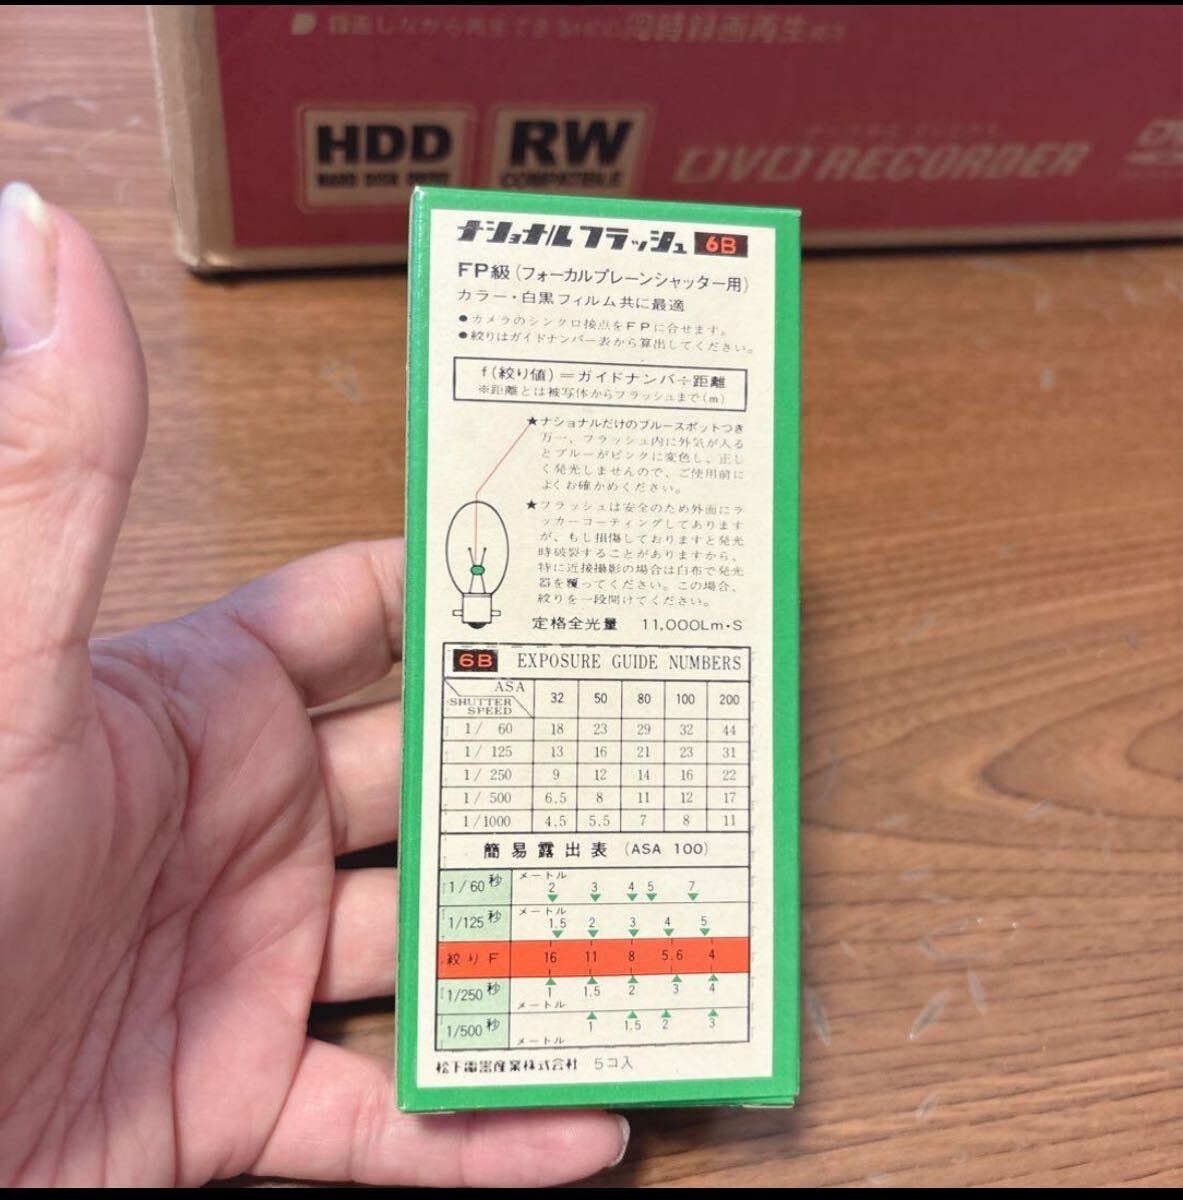 録画しながら再生できるHDD同時録画再生
HDD
HARD DISK DRIVE
RW
COMPATIBLE
DVD RECORDER
ナショナルフラッシュ 6B
FP級(フォーカルプレーンシャッター用)
カラー・白黒フィルム共に最適
●カメラのシンクロ接点をFPに合せます。
●絞りはガイドナンバー表から算出してください。
f(絞り値)=ガイドナンバ÷距離
※距離とは被写体からフラッシュまで(m)
★ナショナルだけのブルースポットつき
万一、フラッシュ内に外気が入る
とブルーがピンクに変色し、正し
く発光しませんので、ご使用前に
よくお確かめください。
★フラッシュは安全のため外面にラ
ッカーコーティングしてあります
が、もし損傷しておりますと発光
時破裂することがありますから、
特に近接撮影の場合は白布で発光
器を覆ってください。この場合、
絞りを一段開けてください。
定格全光量 11,000Lm・S
6B EXPOSURE GUIDE NUMBERS
ASA 32 50 80 100 200
SHUTTER SPEED
1/ 60 18 23 29 32 44
1/ 125 13 16 21 23 31
1/ 250 9 12 14 16 22
1/ 500 6.5 8 11 12 17
1/1000 4.5 5.5 7 8 11
簡易露出表 (ASA 100)
1/60秒 メートル 2 3 4 5 7
1/125秒 メートル 1.5 2 3 4 5
絞りF 16 11 8 5.6 4
1/250秒 メートル 1 1.5 2 3 4
1/500秒 メートル 1 1.5 2 3
松下電器産業株式会社 5コ入